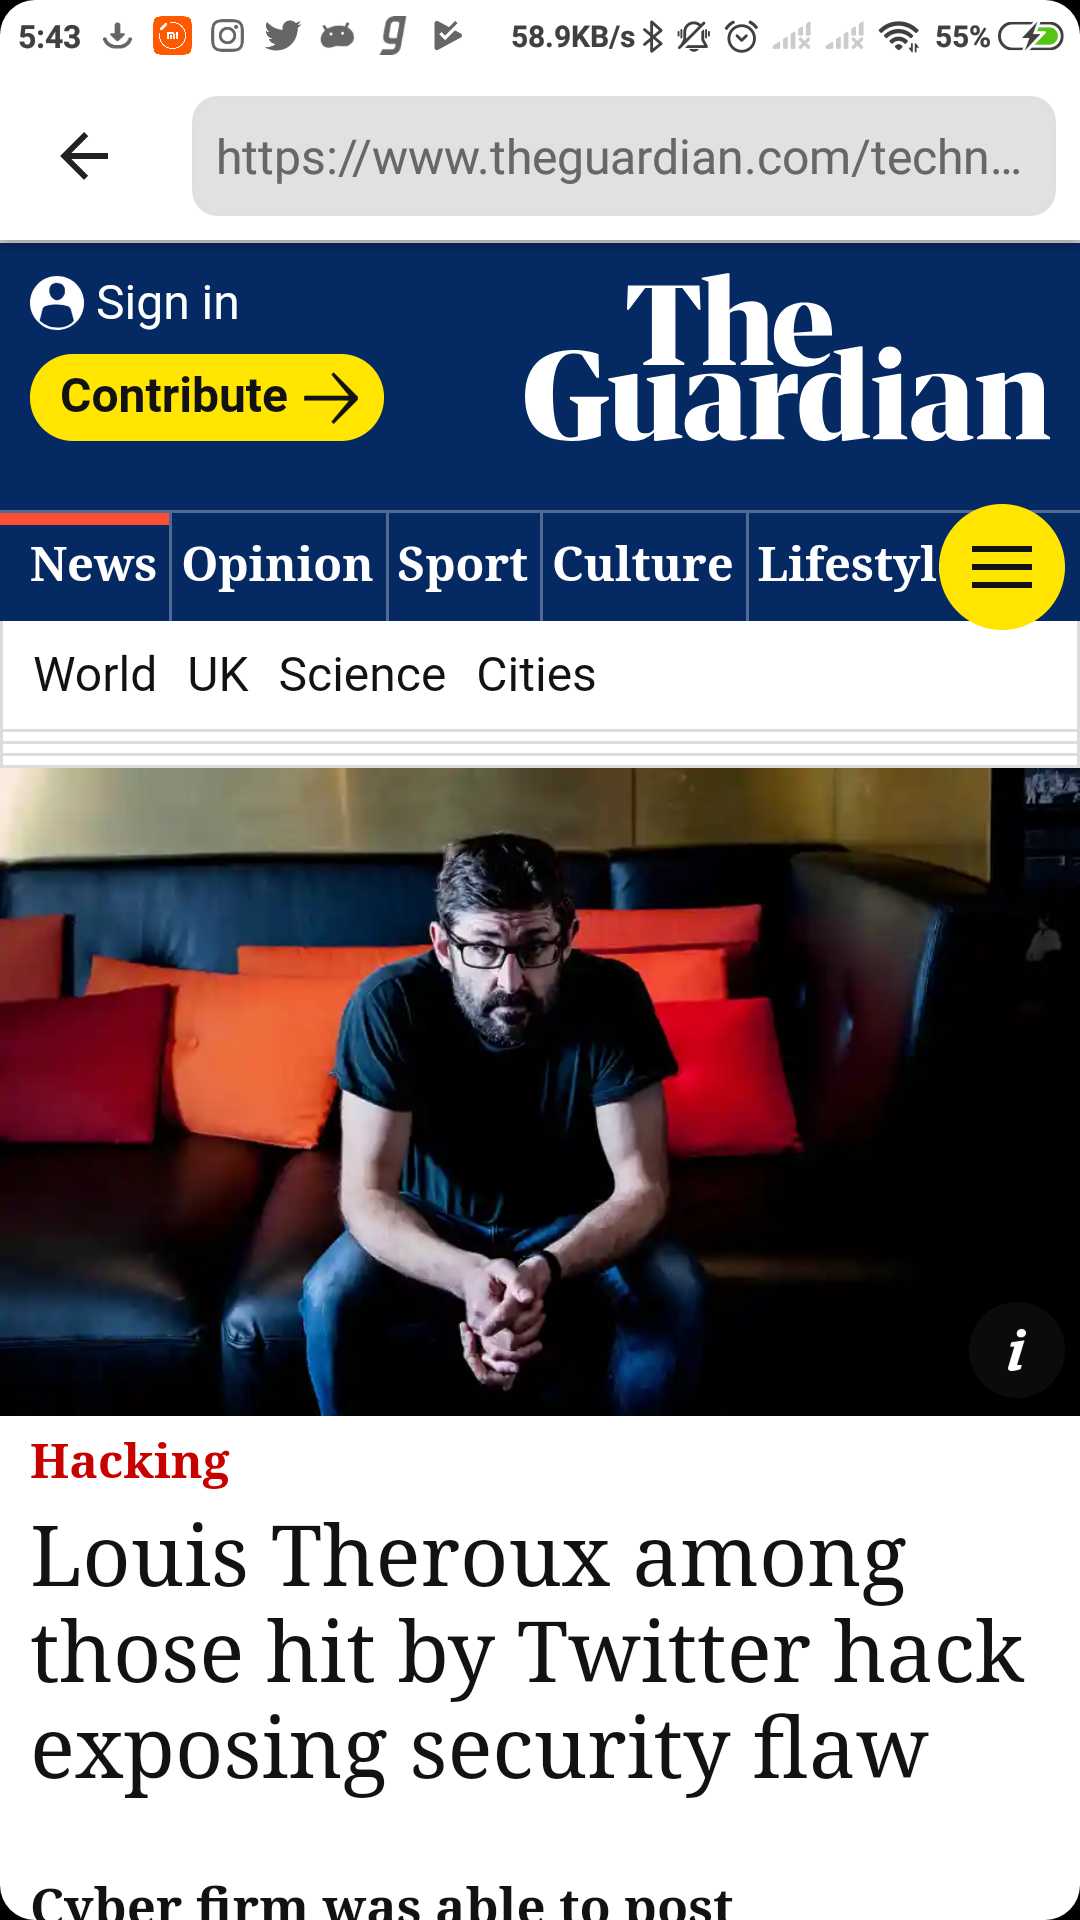 5:43 58.9KB/s 55%
https://www.theguardian.com/techn...
Sign in
Contribute
The
Guardian
News Opinion Sport Culture Lifestyl
World UK Science Cities
i
Hacking
Louis Theroux among
those hit by Twitter hack
exposing security flaw
Cyber firm was able to post